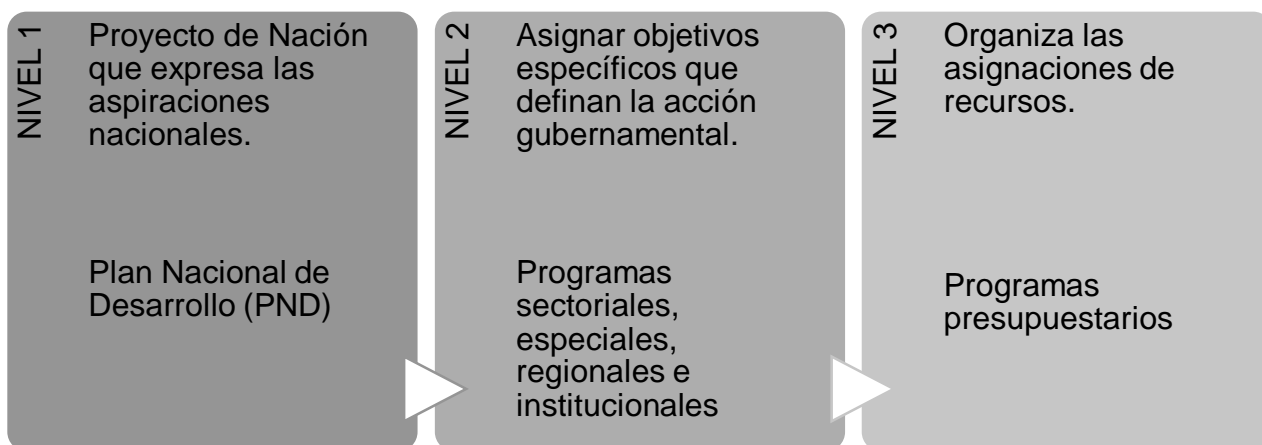 NIVEL 1
Proyecto de Nación
que expresa las
aspiraciones
nacionales.
Plan Nacional de
Desarrollo (PND)
NIVEL 2
Asignar objetivos
específicos que
definan la acción
gubernamental.
Programas
sectoriales,
especiales,
regionales e
institucionales
NIVEL 3
Organiza las
asignaciones de
recursos.
Programas
presupuestarios